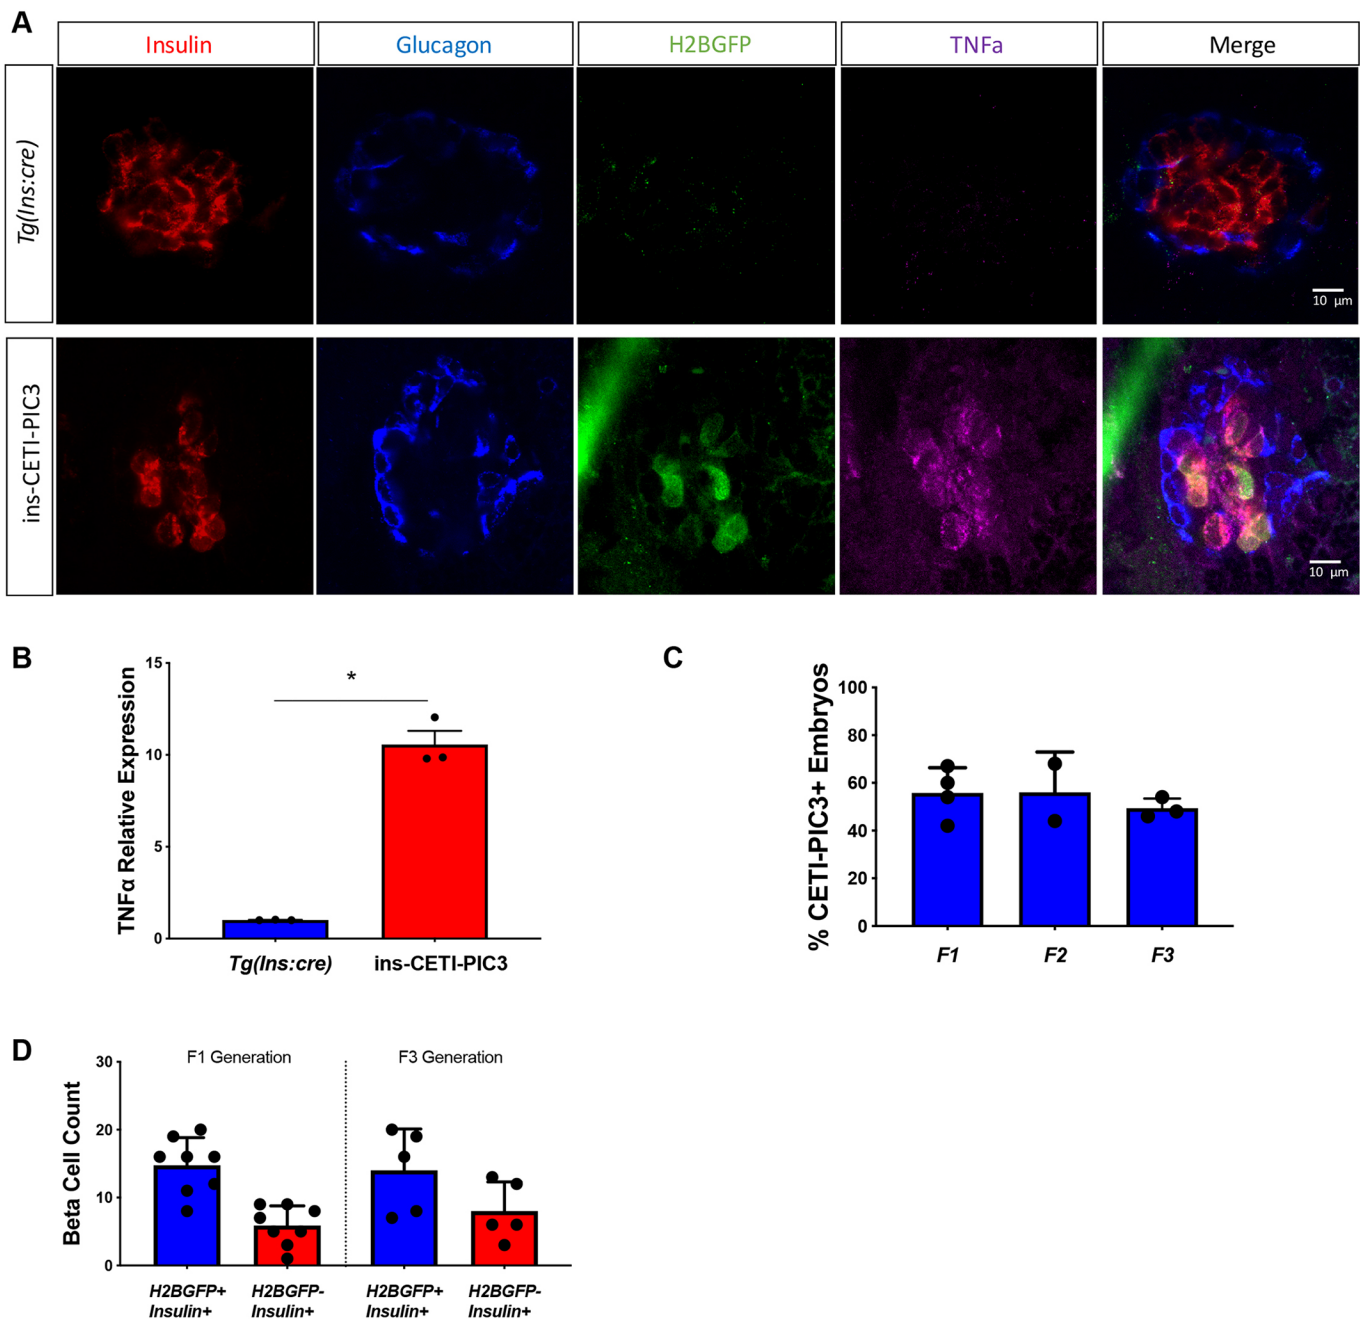 A
Insulin
Glucagon
H2BGFP
TNFa
Merge
Tg(Ins:cre)
10 µm
ins-CETI-PIC3
10 µm
B
TNFα Relative Expression
15
10
5
0
*
Tg(Ins:cre)
ins-CETI-PIC3
C
% CETI-PIC3+ Embryos
100
80
60
40
20
0
F1
F2
F3
D
Beta Cell Count
30
20
10
0
F1 Generation
F3 Generation
H2BGFP+
Insulin+
H2BGFP-
Insulin+
H2BGFP+
Insulin+
H2BGFP-
Insulin+